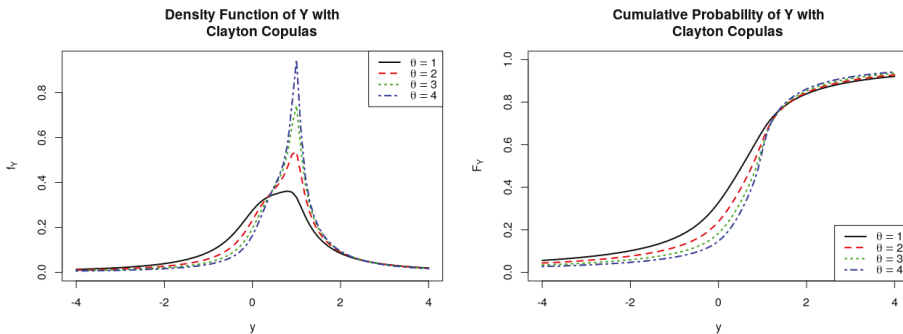 Density Function of Y with
Clayton Copulas
θ = 1
θ = 2
θ = 3
θ = 4
f_Y
0.0
0.2
0.4
0.6
0.8
-4
-2
0
2
4
y
Cumulative Probability of Y with
Clayton Copulas
F_Y
0.0
0.2
0.4
0.6
0.8
1.0
θ = 1
θ = 2
θ = 3
θ = 4
-4
-2
0
2
4
y